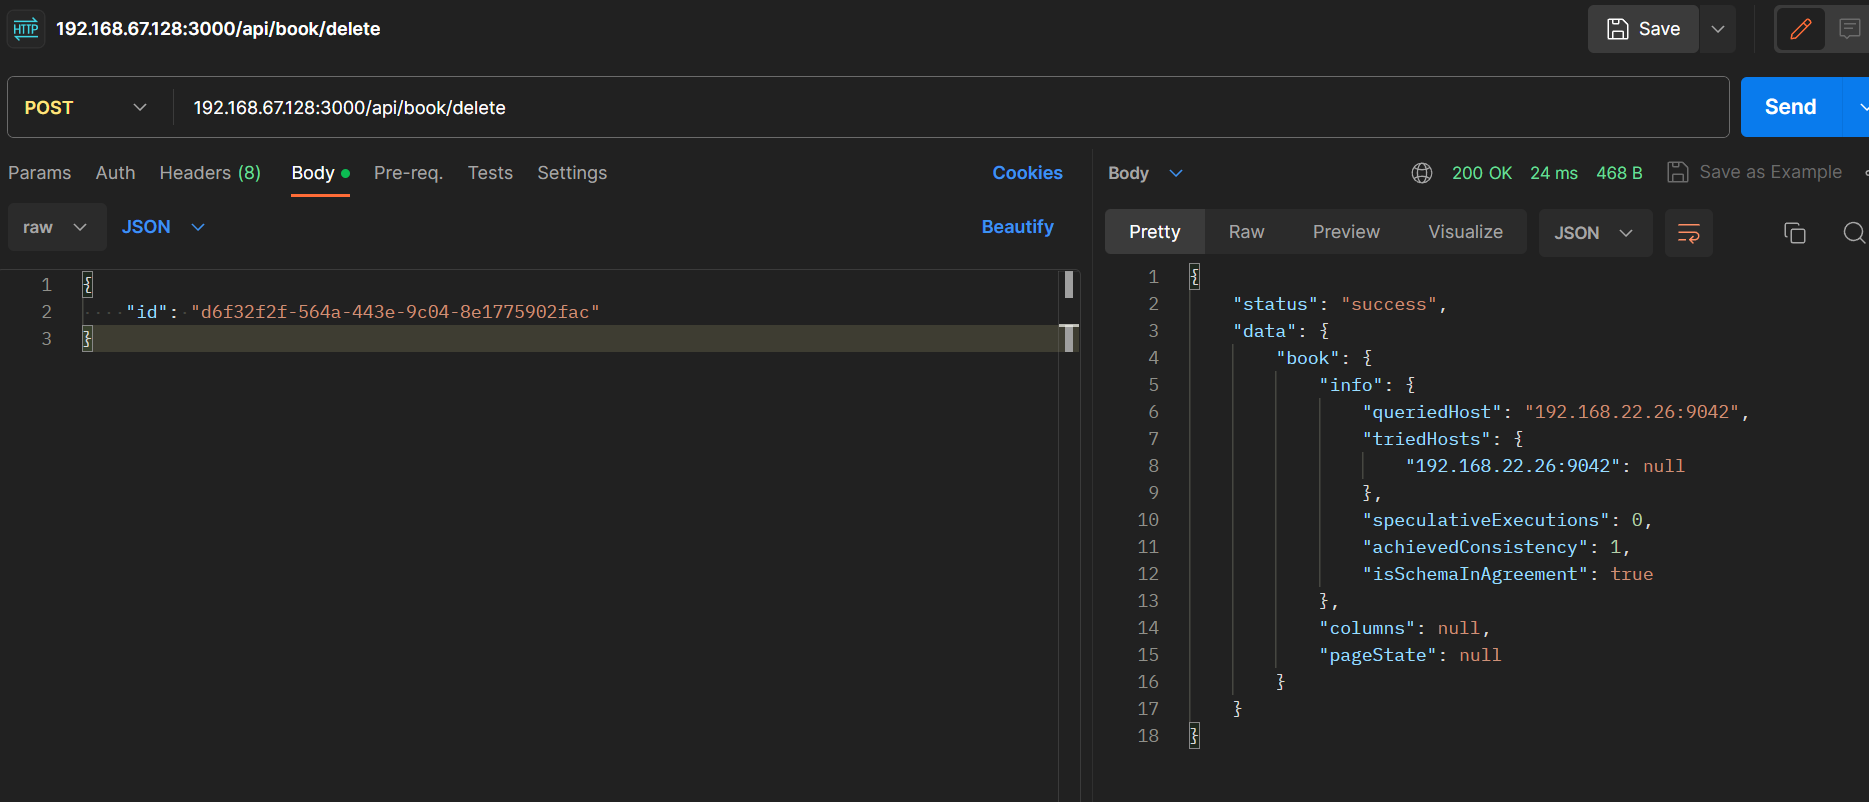 HTTP 192.168.67.128:3000/api/book/delete
Save
POST
192.168.67.128:3000/api/book/delete
Send
Params Auth Headers (8) Body Pre-req. Tests Settings Cookies
raw JSON Beautify
1 {
2 "id": "d6f32f2f-564a-443e-9c04-8e1775902fac"
3 }
Body 200 OK 24 ms 468 B Save as Example
Pretty Raw Preview Visualize JSON
1 {
2 "status": "success",
3 "data": {
4 "book": {
5 "info": {
6 "queriedHost": "192.168.22.26:9042",
7 "triedHosts": {
8 "192.168.22.26:9042": null
9 },
10 "speculativeExecutions": 0,
11 "achievedConsistency": 1,
12 "isSchemaInAgreement": true
13 },
14 "columns": null,
15 "pageState": null
16 }
17 }
18 }